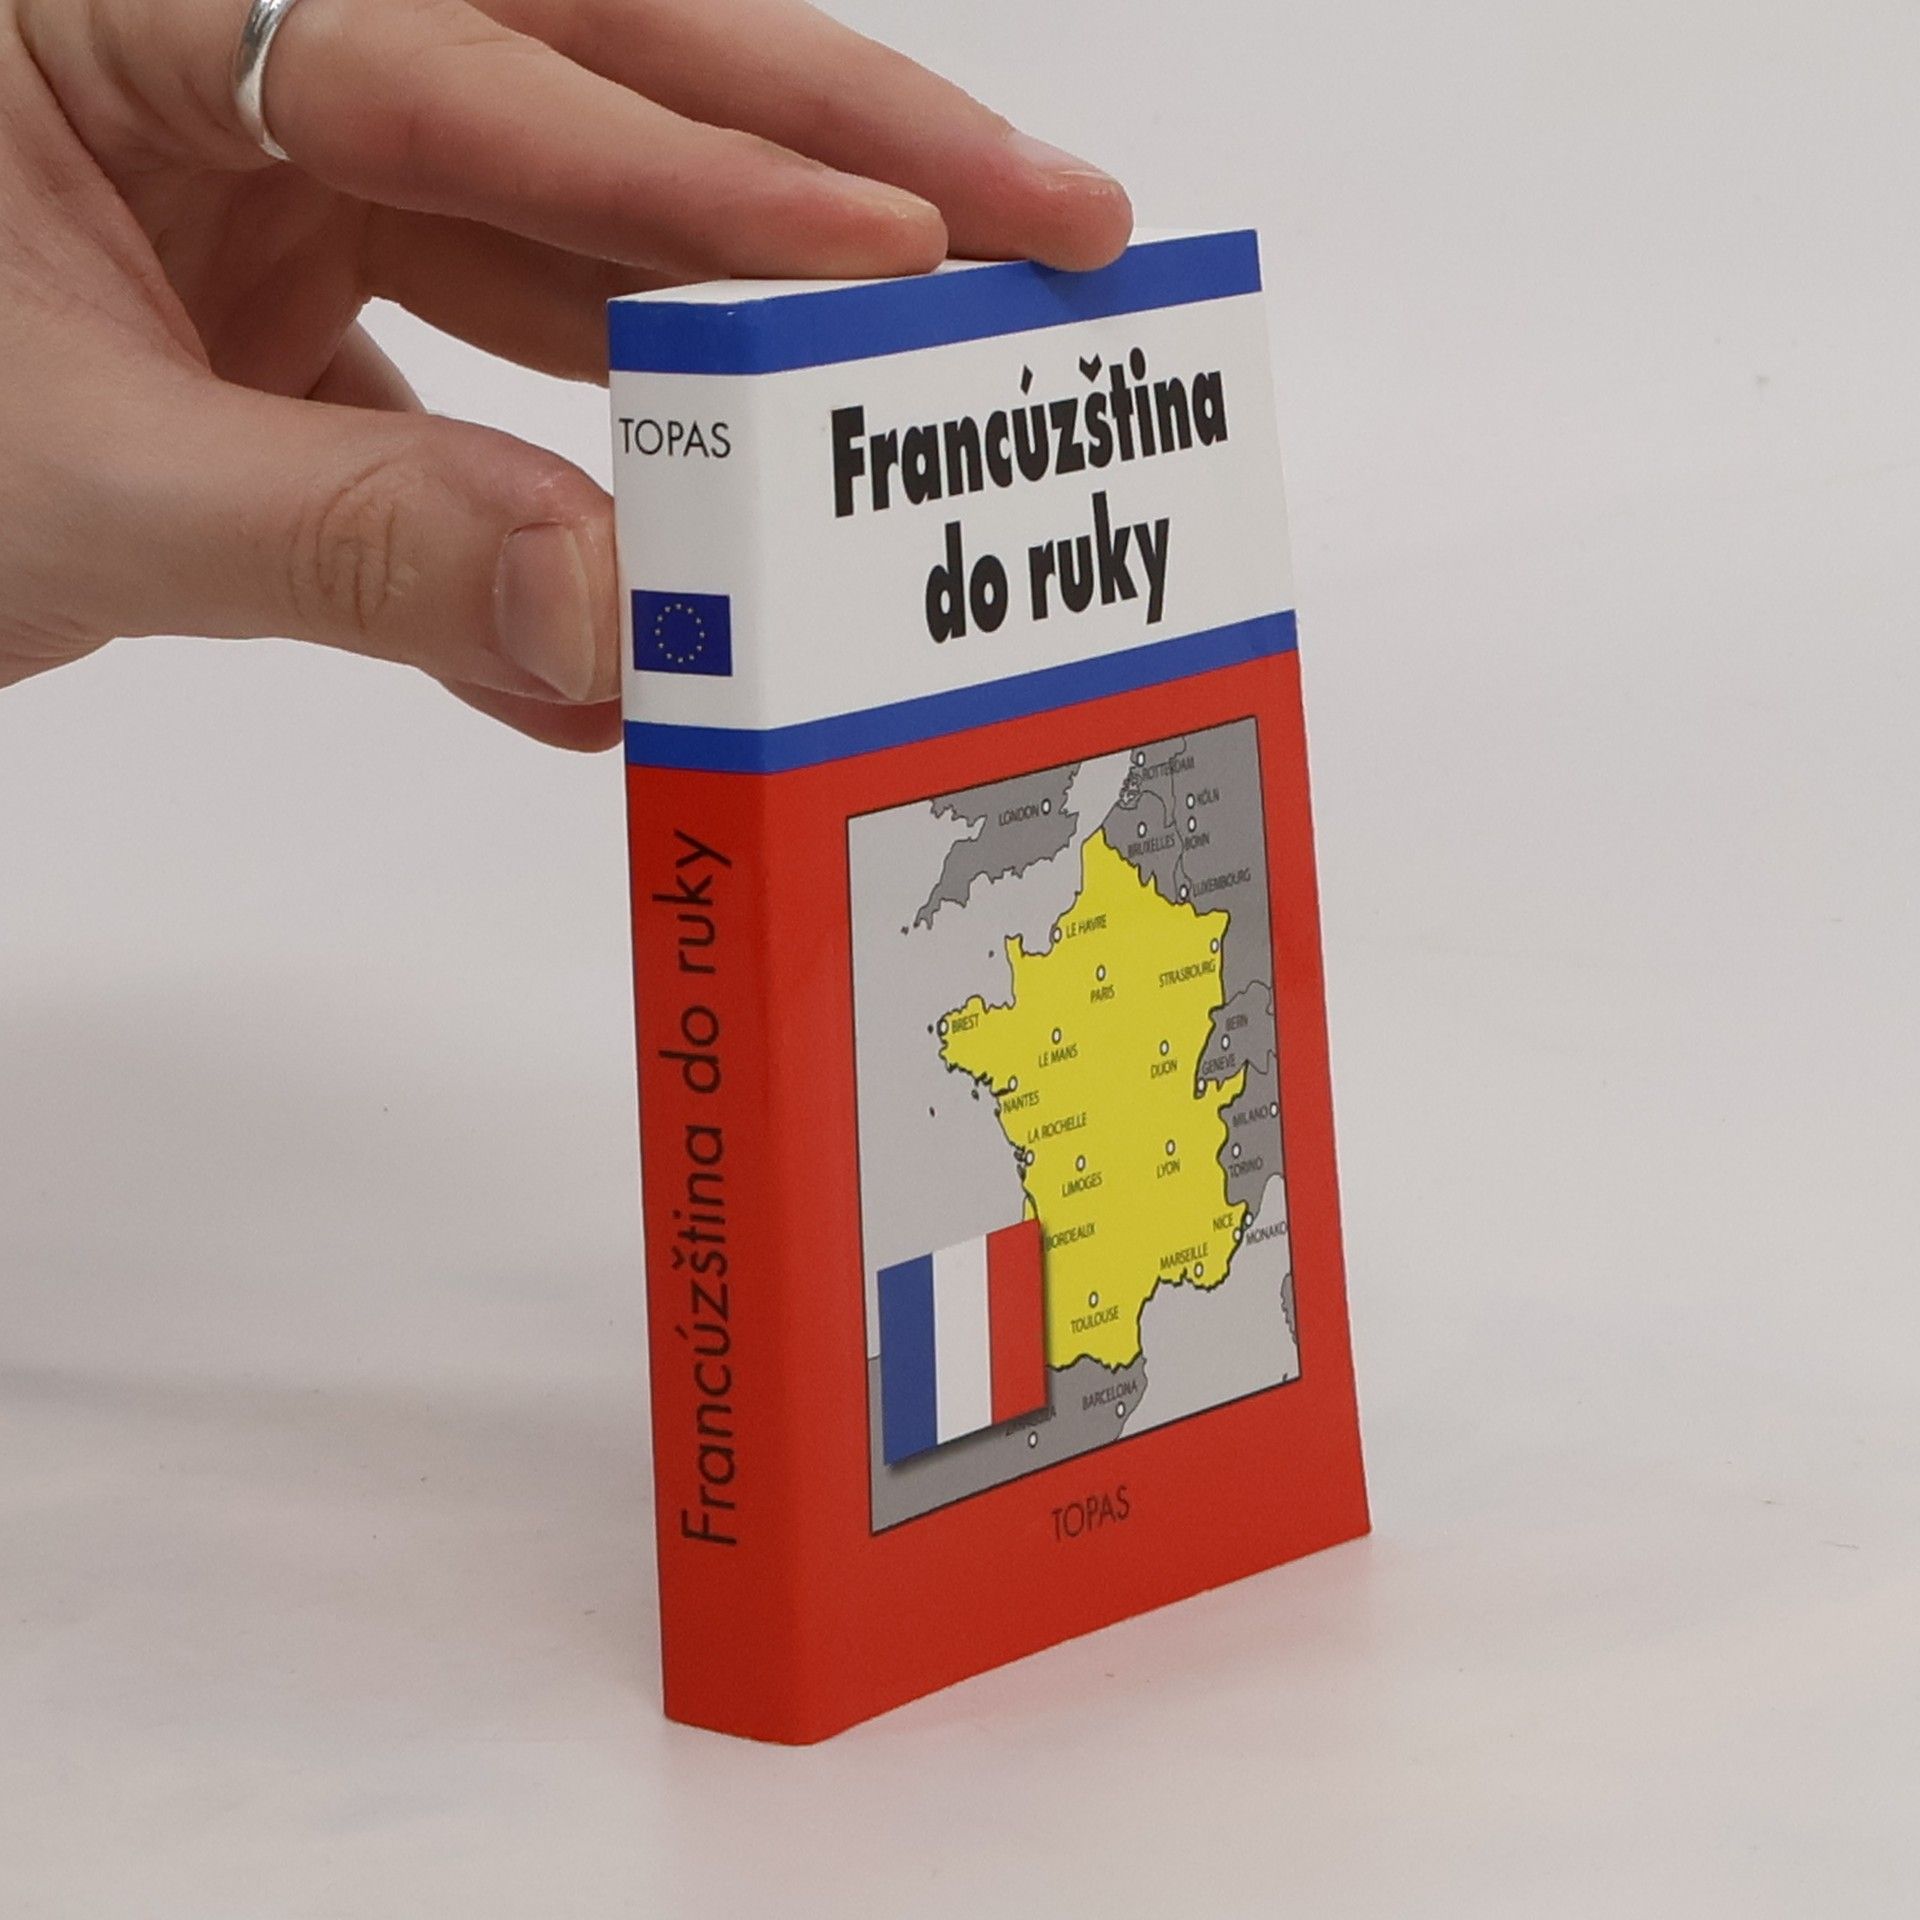 TOPAS
Francúzština do ruky
Francúzština
do ruky
ROTTERDAM
LONDON
KÖLN
BRUXELLES
BONN
LUXEMBOURG
LE HAVRE
STRASBOURG
PARIS
BREST
BERN
LE MANS
DIJON
GENEVE
NANTES
MILANO
LA ROCHELLE
LYON
TORINO
LIMOGES
NICE
BORDEAUX
MONAKO
MARSEILLE
TOULOUSE
BARCELONA
TOPAS